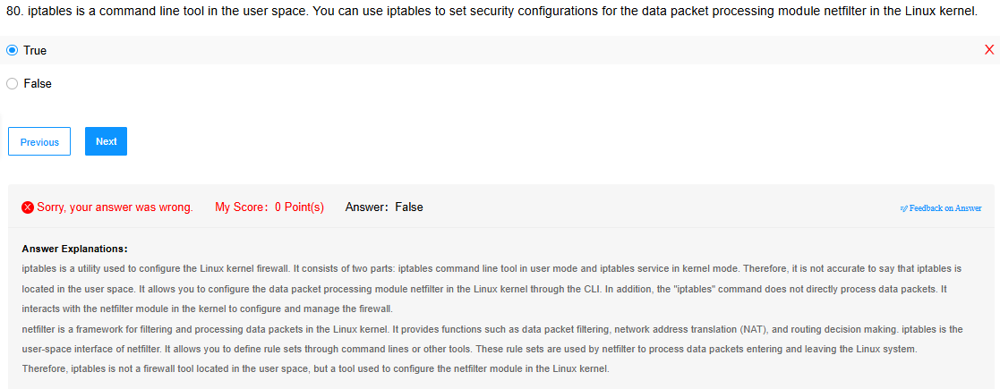 80. iptables is a command line tool in the user space. You can use iptables to set security configurations for the data packet processing module netfilter in the Linux kernel.
True
X
False
Previous
Next
Sorry, your answer was wrong. My Score: 0 Point(s) Answer: False
Feedback on Answer
Answer Explanations:
iptables is a utility used to configure the Linux kernel firewall. It consists of two parts: iptables command line tool in user mode and iptables service in kernel mode. Therefore, it is not accurate to say that iptables is
located in the user space. It allows you to configure the data packet processing module netfilter in the Linux kernel through the CLI. In addition, the "iptables" command does not directly process data packets. It
interacts with the netfilter module in the kernel to configure and manage the firewall.
netfilter is a framework for filtering and processing data packets in the Linux kernel. It provides functions such as data packet filtering, network address translation (NAT), and routing decision making. iptables is the
user-space interface of netfilter. It allows you to define rule sets through command lines or other tools. These rule sets are used by netfilter to process data packets entering and leaving the Linux system.
Therefore, iptables is not a firewall tool located in the user space, but a tool used to configure the netfilter module in the Linux kernel.